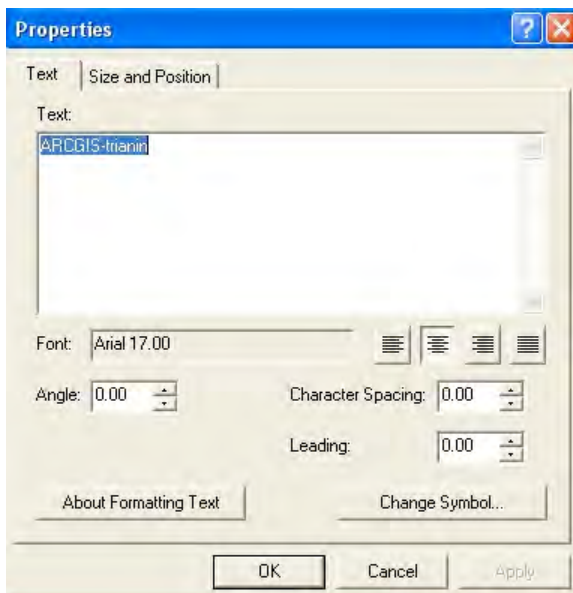 Properties
Text
Size and Position
Text:
ARCGIS-trianin
Font: Arial 17.00
Angle: 0.00 Character Spacing: 0.00
Leading: 0.00
About Formatting Text Change Symbol...
OK Cancel Apply